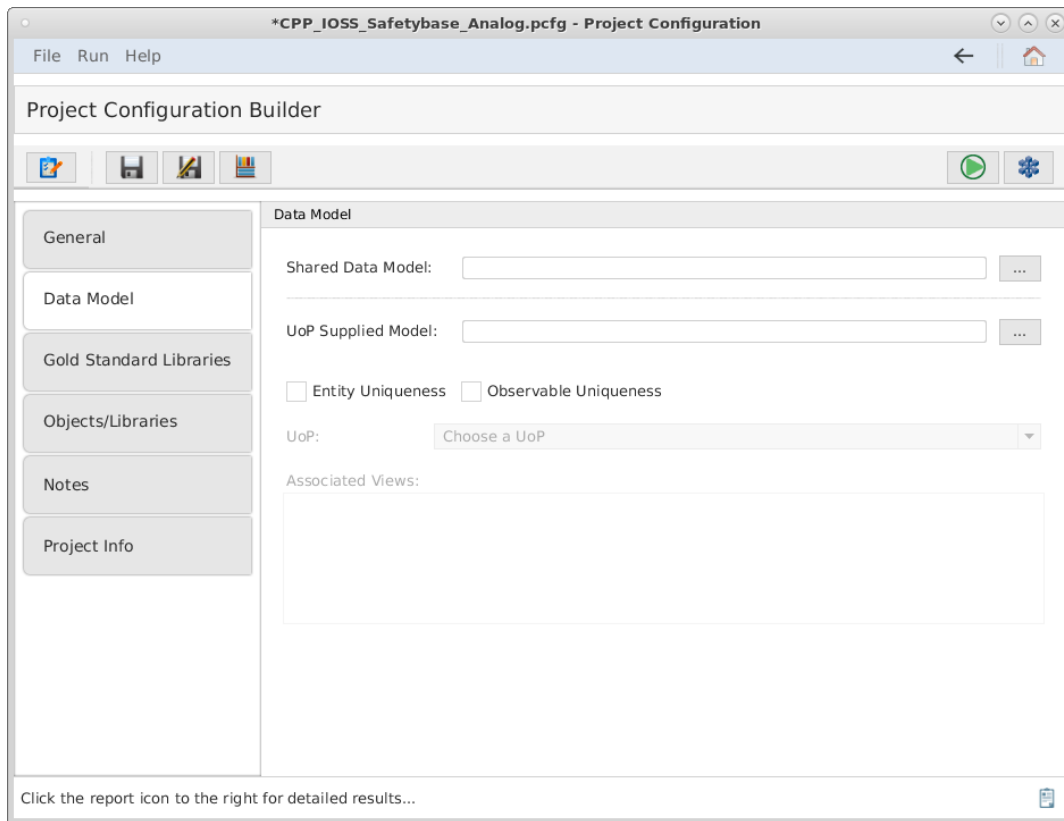 *CPP_IOSS_Safetybase_Analog.pcfg - Project Configuration
File Run Help
Project Configuration Builder
General
Data Model
Gold Standard Libraries
Objects/Libraries
Notes
Project Info
Data Model
Shared Data Model:
...
UoP Supplied Model:
...
Entity Uniqueness Observable Uniqueness
UoP: Choose a UoP
Associated Views:
Click the report icon to the right for detailed results...